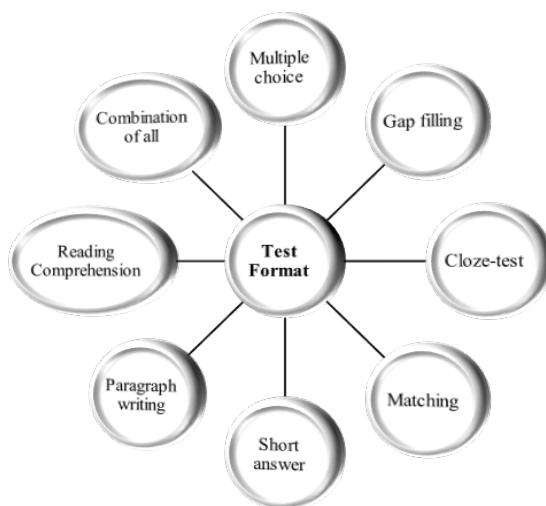 Multiple
choice
Gap filling
Cloze-test
Matching
Short
answer
Paragraph
writing
Reading
Comprehension
Combination
of all
Test
Format